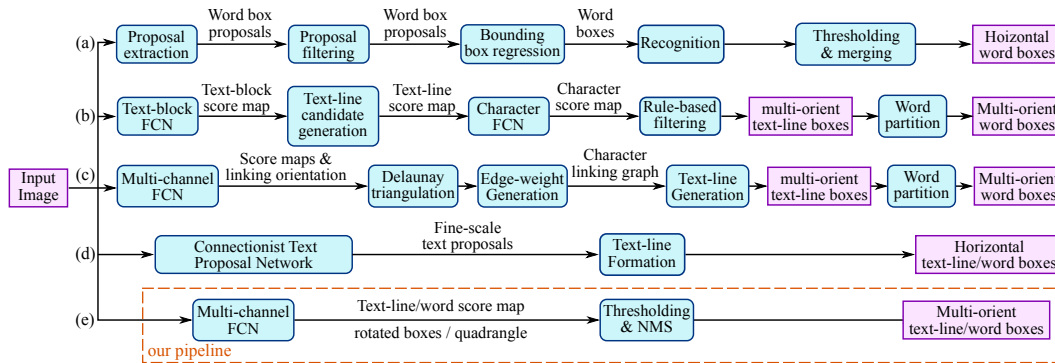 Input
Image
(a)
Proposal
extraction
Word box
proposals
Proposal
filtering
Word box
proposals
Bounding
box regression
Word
boxes
Recognition
Thresholding
& merging
Hoizontal
word boxes
(b)
Text-block
FCN
Text-block
score map
Text-line
candidate
generation
Text-line
score map
Character
FCN
Character
score map
Rule-based
filtering
multi-orient
text-line boxes
Word
partition
Multi-orient
word boxes
(c)
Multi-channel
FCN
Score maps &
linking orientation
Delaunay
triangulation
Edge-weight
Generation
Character
linking graph
Text-line
Generation
multi-orient
text-line boxes
Word
partition
Multi-orient
word boxes
(d)
Connectionist Text
Proposal Network
Fine-scale
text proposals
Text-line
Formation
Horizontal
text-line/word boxes
(e)
Multi-channel
FCN
Text-line/word score map
rotated boxes / quadrangle
Thresholding
& NMS
Multi-orient
text-line/word boxes
our pipeline